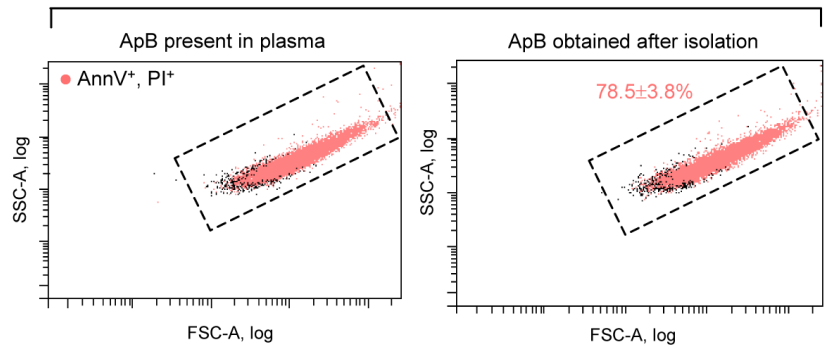 ApB present in plasma
AnnV⁺, PI⁺
SSC-A, log
FSC-A, log
ApB obtained after isolation
78.5±3.8%
SSC-A, log
FSC-A, log